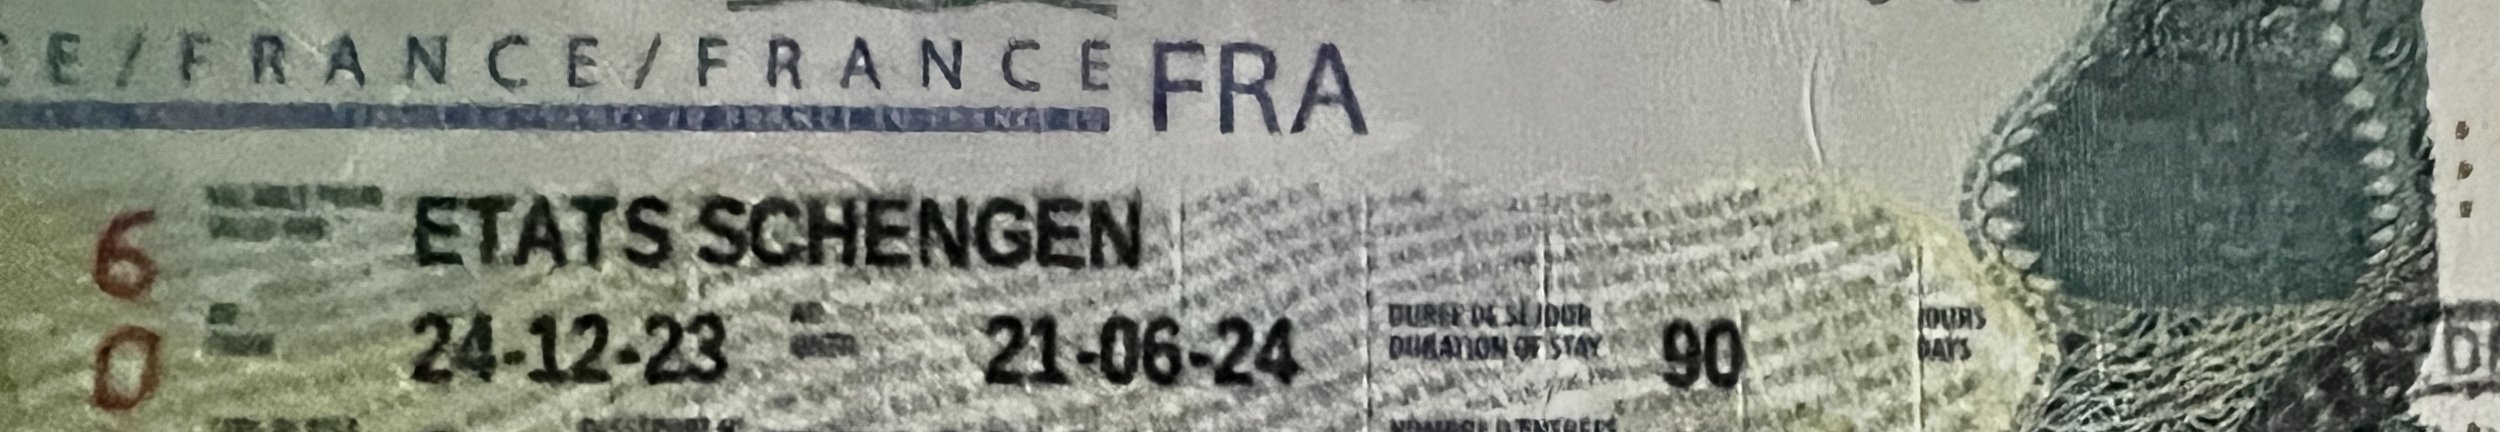 CE/FRANCE/FRANCE FRA
ETATS SCHENGEN
6
24-12-23 21-06-24 DUREE DE SEJOUR 90 JOURS
DURATION OF STAY DAYS
0